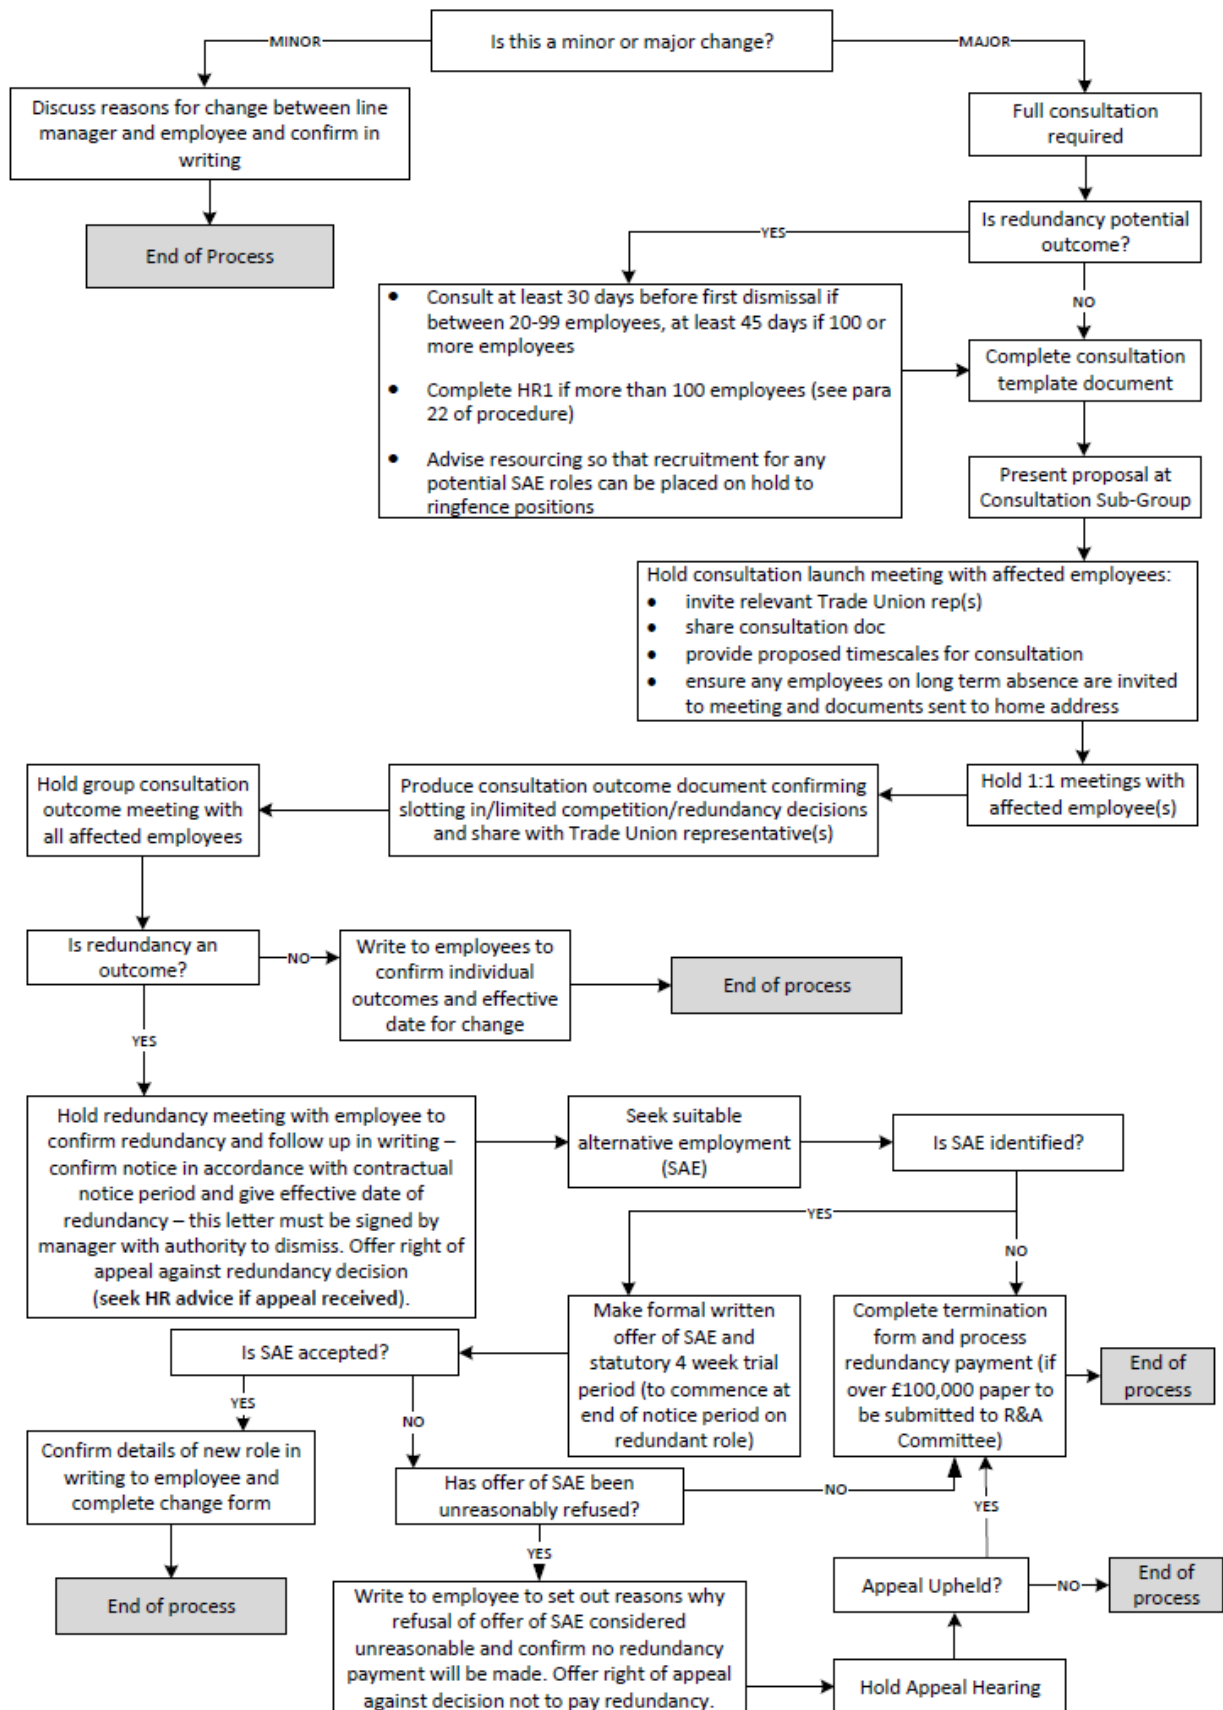 Is this a minor or major change?
MINOR
MAJOR
Discuss reasons for change between line
manager and employee and confirm in
writing
Full consultation
required
End of Process
Is redundancy potential
outcome?
YES
NO
• Consult at least 30 days before first dismissal if
between 20-99 employees, at least 45 days if 100 or
more employees
• Complete HR1 if more than 100 employees (see para
22 of procedure)
• Advise resourcing so that recruitment for any
potential SAE roles can be placed on hold to
ringfence positions
Complete consultation
template document
Present proposal at
Consultation Sub-Group
Hold consultation launch meeting with affected employees:
• invite relevant Trade Union rep(s)
• share consultation doc
• provide proposed timescales for consultation
• ensure any employees on long term absence are invited
to meeting and documents sent to home address
Hold 1:1 meetings with
affected employee(s)
Produce consultation outcome document confirming
slotting in/limited competition/redundancy decisions
and share with Trade Union representative(s)
Hold group consultation
outcome meeting with
all affected employees
Is redundancy an
outcome?
NO
Write to employees to
confirm individual
outcomes and effective
date for change
End of process
YES
Hold redundancy meeting with employee to
confirm redundancy and follow up in writing –
confirm notice in accordance with contractual
notice period and give effective date of
redundancy – this letter must be signed by
manager with authority to dismiss. Offer right of
appeal against redundancy decision
(seek HR advice if appeal received).
Seek suitable
alternative employment
(SAE)
Is SAE identified?
YES
NO
Make formal written
offer of SAE and
statutory 4 week trial
period (to commence at
end of notice period on
redundant role)
Complete termination
form and process
redundancy payment (if
over £100,000 paper to
be submitted to R&A
Committee)
End of
process
Is SAE accepted?
YES
NO
Confirm details of new role in
writing to employee and
complete change form
End of process
Has offer of SAE been
unreasonably refused?
NO
YES
Write to employee to set out reasons why
refusal of offer of SAE considered
unreasonable and confirm no redundancy
payment will be made. Offer right of appeal
against decision not to pay redundancy.
Hold Appeal Hearing
Appeal Upheld?
YES
NO
End of
process